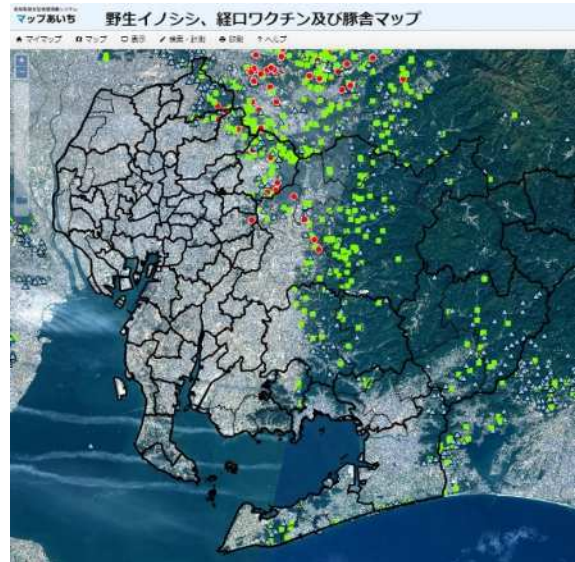 マップあいち
野生イノシシ、経口ワクチン及び豚舎マップ
マイマップ マップ 表示 検索・計測 印刷 ヘルプ